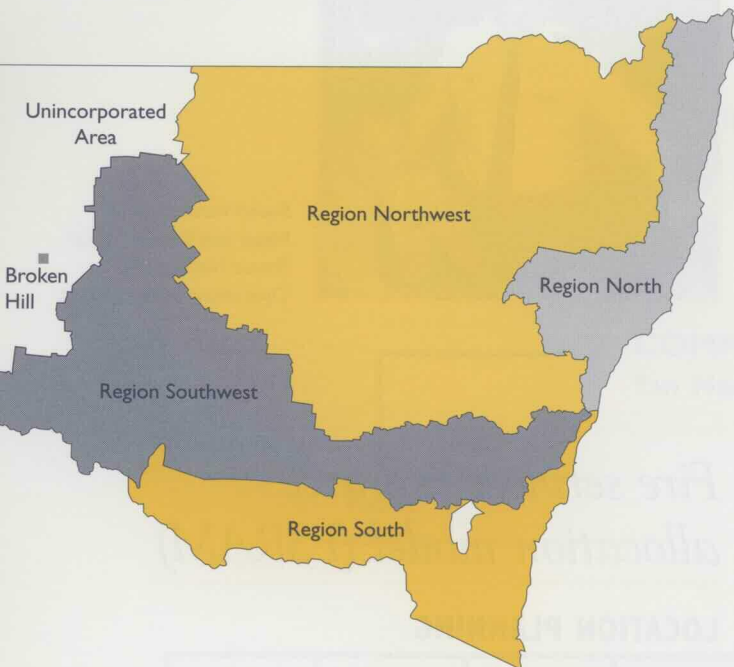 Unincorporated
Area
Region Northwest
Broken
Hill
Region North
Region Southwest
Region South